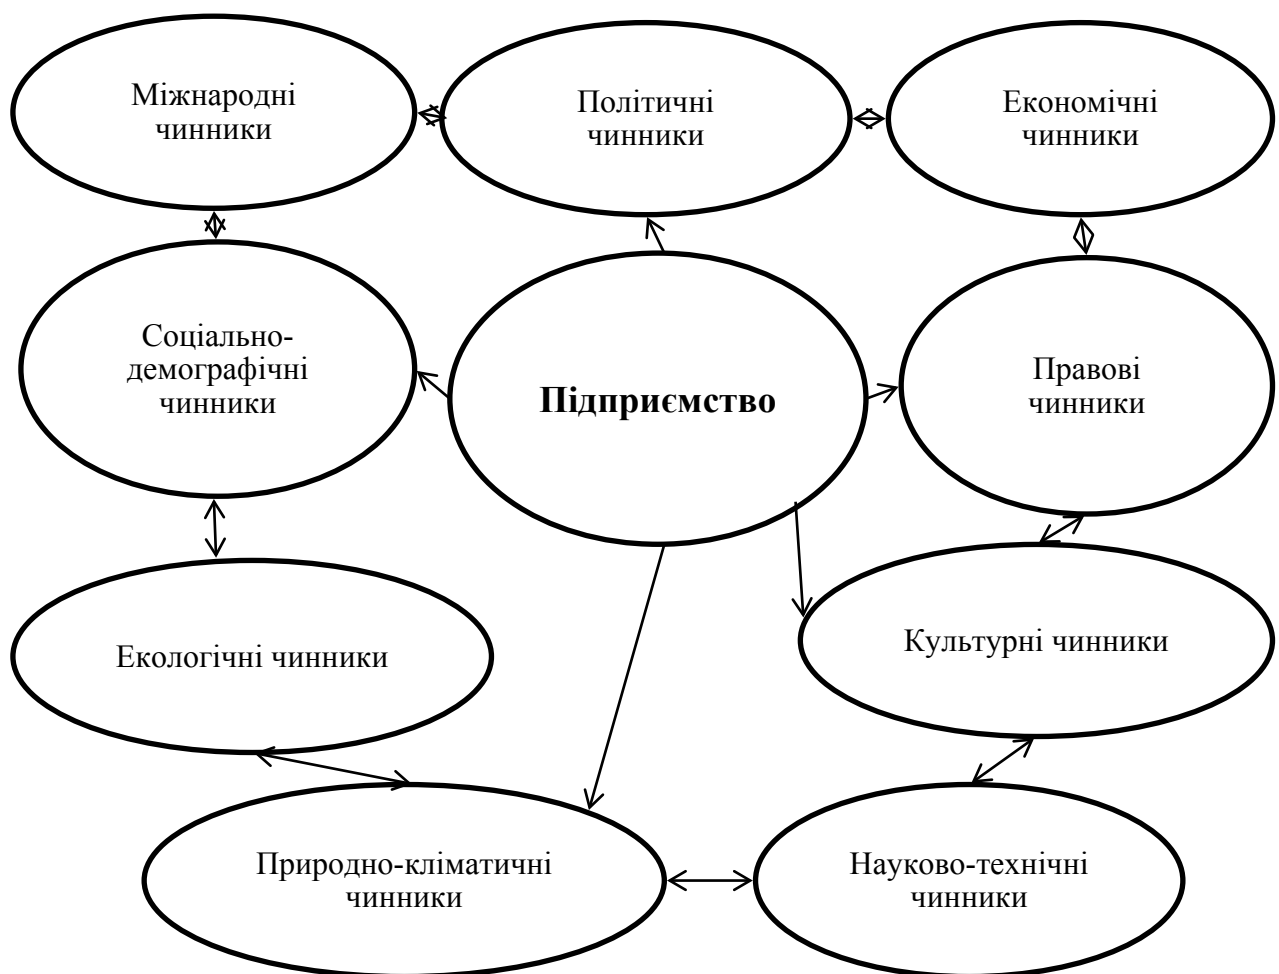 Міжнародні
чинники
Політичні
чинники
Економічні
чинники
Соціально-
демографічні
чинники
Підприємство
Правові
чинники
Екологічні чинники
Культурні чинники
Природно-кліматичні
чинники
Науково-технічні
чинники